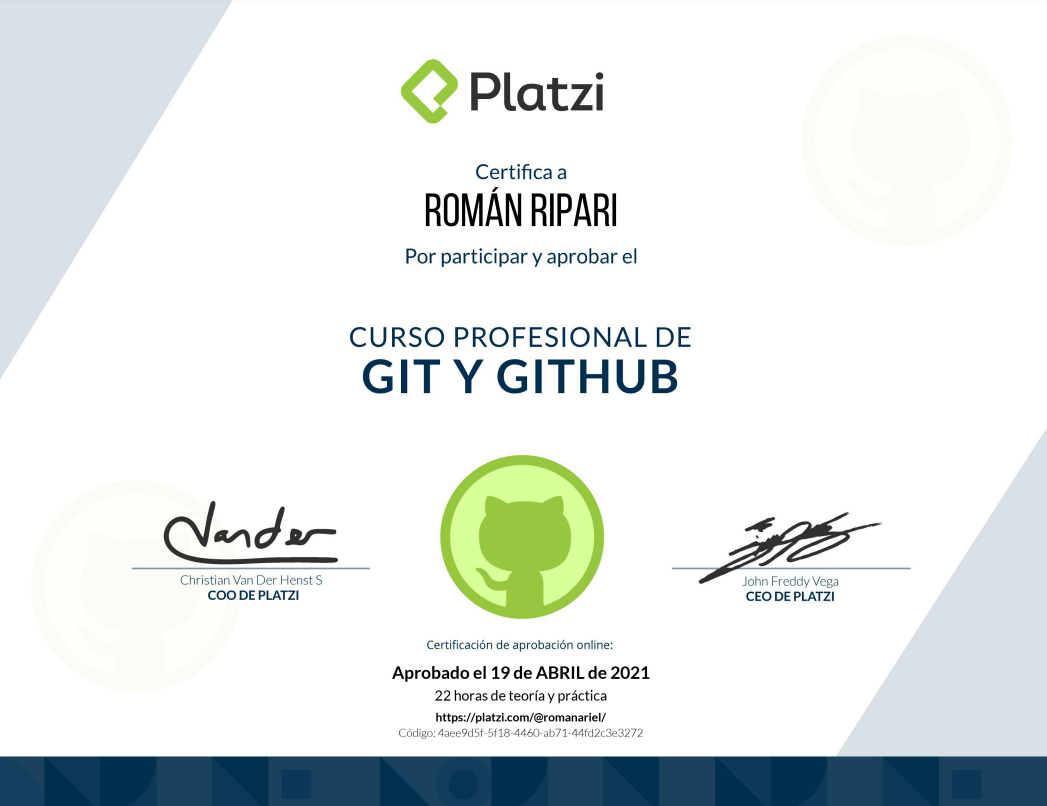 Platzi
Certifica a
ROMÁN RIPARI
Por participar y aprobar el
CURSO PROFESIONAL DE
GIT Y GITHUB
Vander
Christian Van Der Henst S
COO DE PLATZI
John Freddy Vega
CEO DE PLATZI
Certificación de aprobación online:
Aprobado el 19 de ABRIL de 2021
22 horas de teoría y práctica
https://platzi.com/@romanariel/
Código: 4aee9d5f-5f18-4460-ab71-44fd2c3e3272